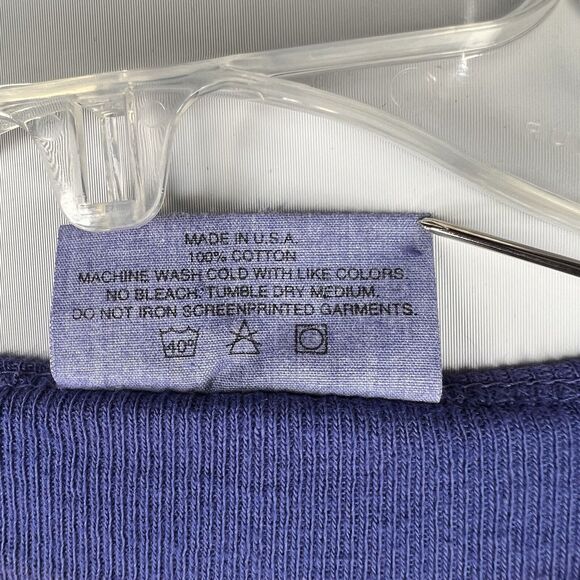 MADE IN U.S.A.
100% COTTON
MACHINE WASH COLD WITH LIKE COLORS.
NO BLEACH. TUMBLE DRY MEDIUM.
DO NOT IRON SCREENPRINTED GARMENTS.
40°